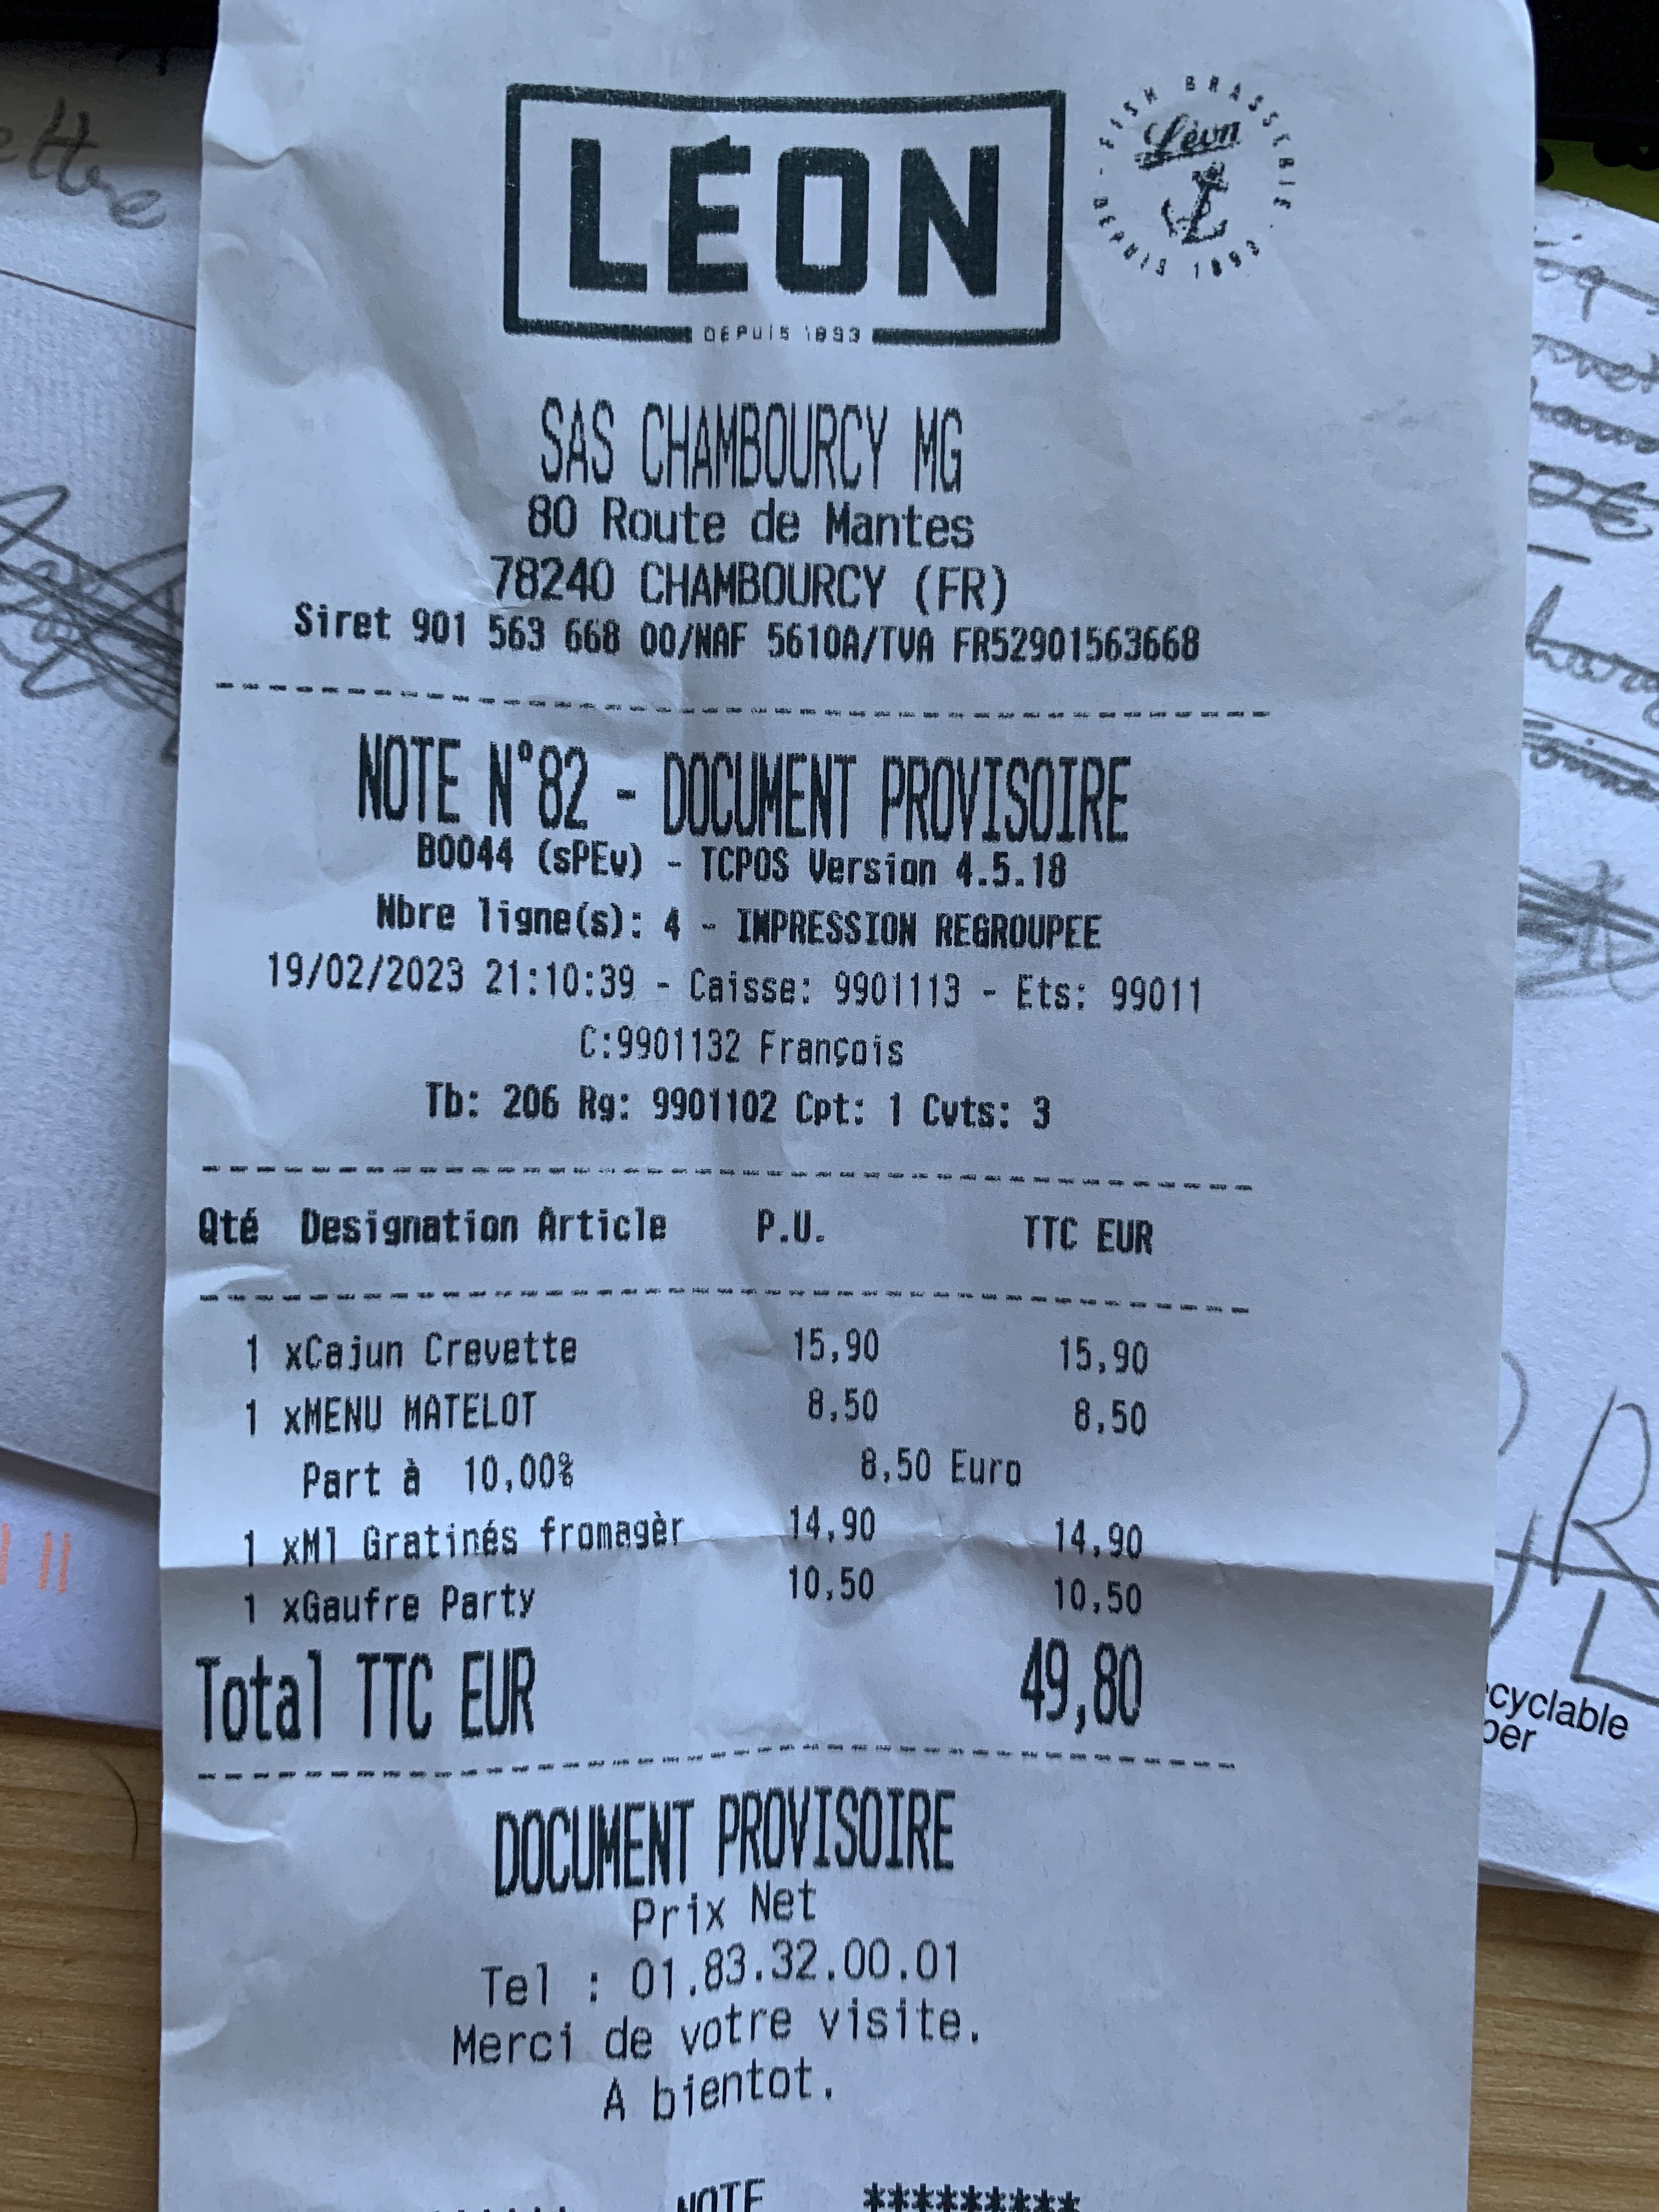 LÉON
DEPUIS 1893
FISH BRASSERIE
Léon
DEPUIS 1893
SAS CHAMBOURCY MG
80 Route de Mantes
78240 CHAMBOURCY (FR)
Siret 901 563 668 00/NAF 5610A/TVA FR52901563668
NOTE N°82 - DOCUMENT PROVISOIRE
B0044 (sPEv) - TCPOS Version 4.5.18
Nbre ligne(s): 4 - IMPRESSION REGROUPEE
19/02/2023 21:10:39 - Caisse: 9901113 - Ets: 99011
C:9901132 François
Tb: 206 Rg: 9901102 Cpt: 1 Cvts: 3
Qté Designation Article P.U. TTC EUR
1 xCajun Crevette 15,90 15,90
1 xMENU MATELOT 8,50 8,50
Part à 10,00% 8,50 Euro
1 xMl Gratinés fromagèr 14,90 14,90
1 xGaufre Party 10,50 10,50
Total TTC EUR 49,80
DOCUMENT PROVISOIRE
Prix Net
Tel : 01.83.32.00.01
Merci de votre visite.
A bientot.
NOTE *********
ettre
ecyclable